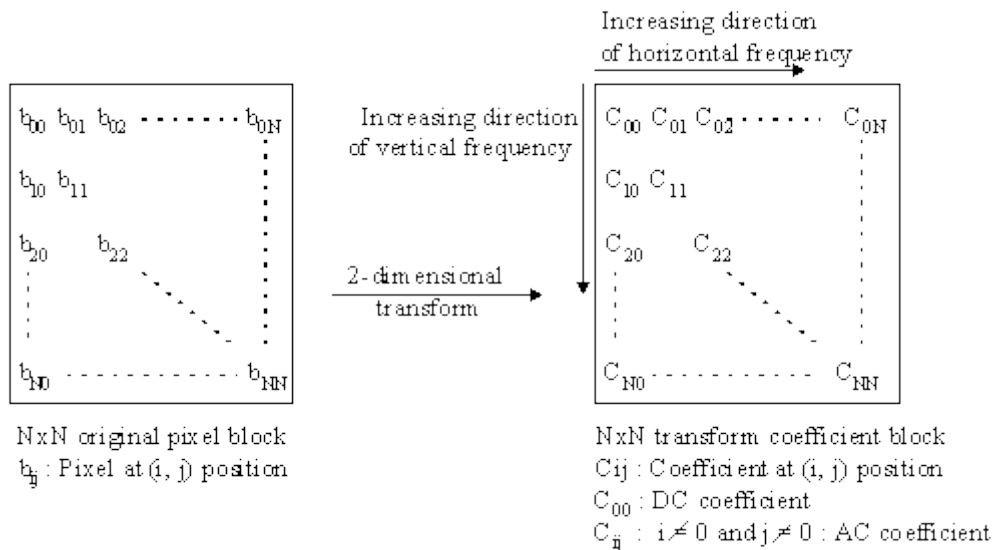 Increasing direction
of horizontal frequency
b00 b01 b02 b0N
b10 b11
b20 b22
bN0 bNN
Increasing direction
of vertical frequency
2-dimensional
transform
C00 C01 C02 C0N
C10 C11
C20 C22
CN0 CNN
NxN original pixel block
bij : Pixel at (i, j) position
NxN transform coefficient block
Cij : Coefficient at (i, j) position
C00 : DC coefficient
Cij : i ≠ 0 and j ≠ 0 : AC coefficient